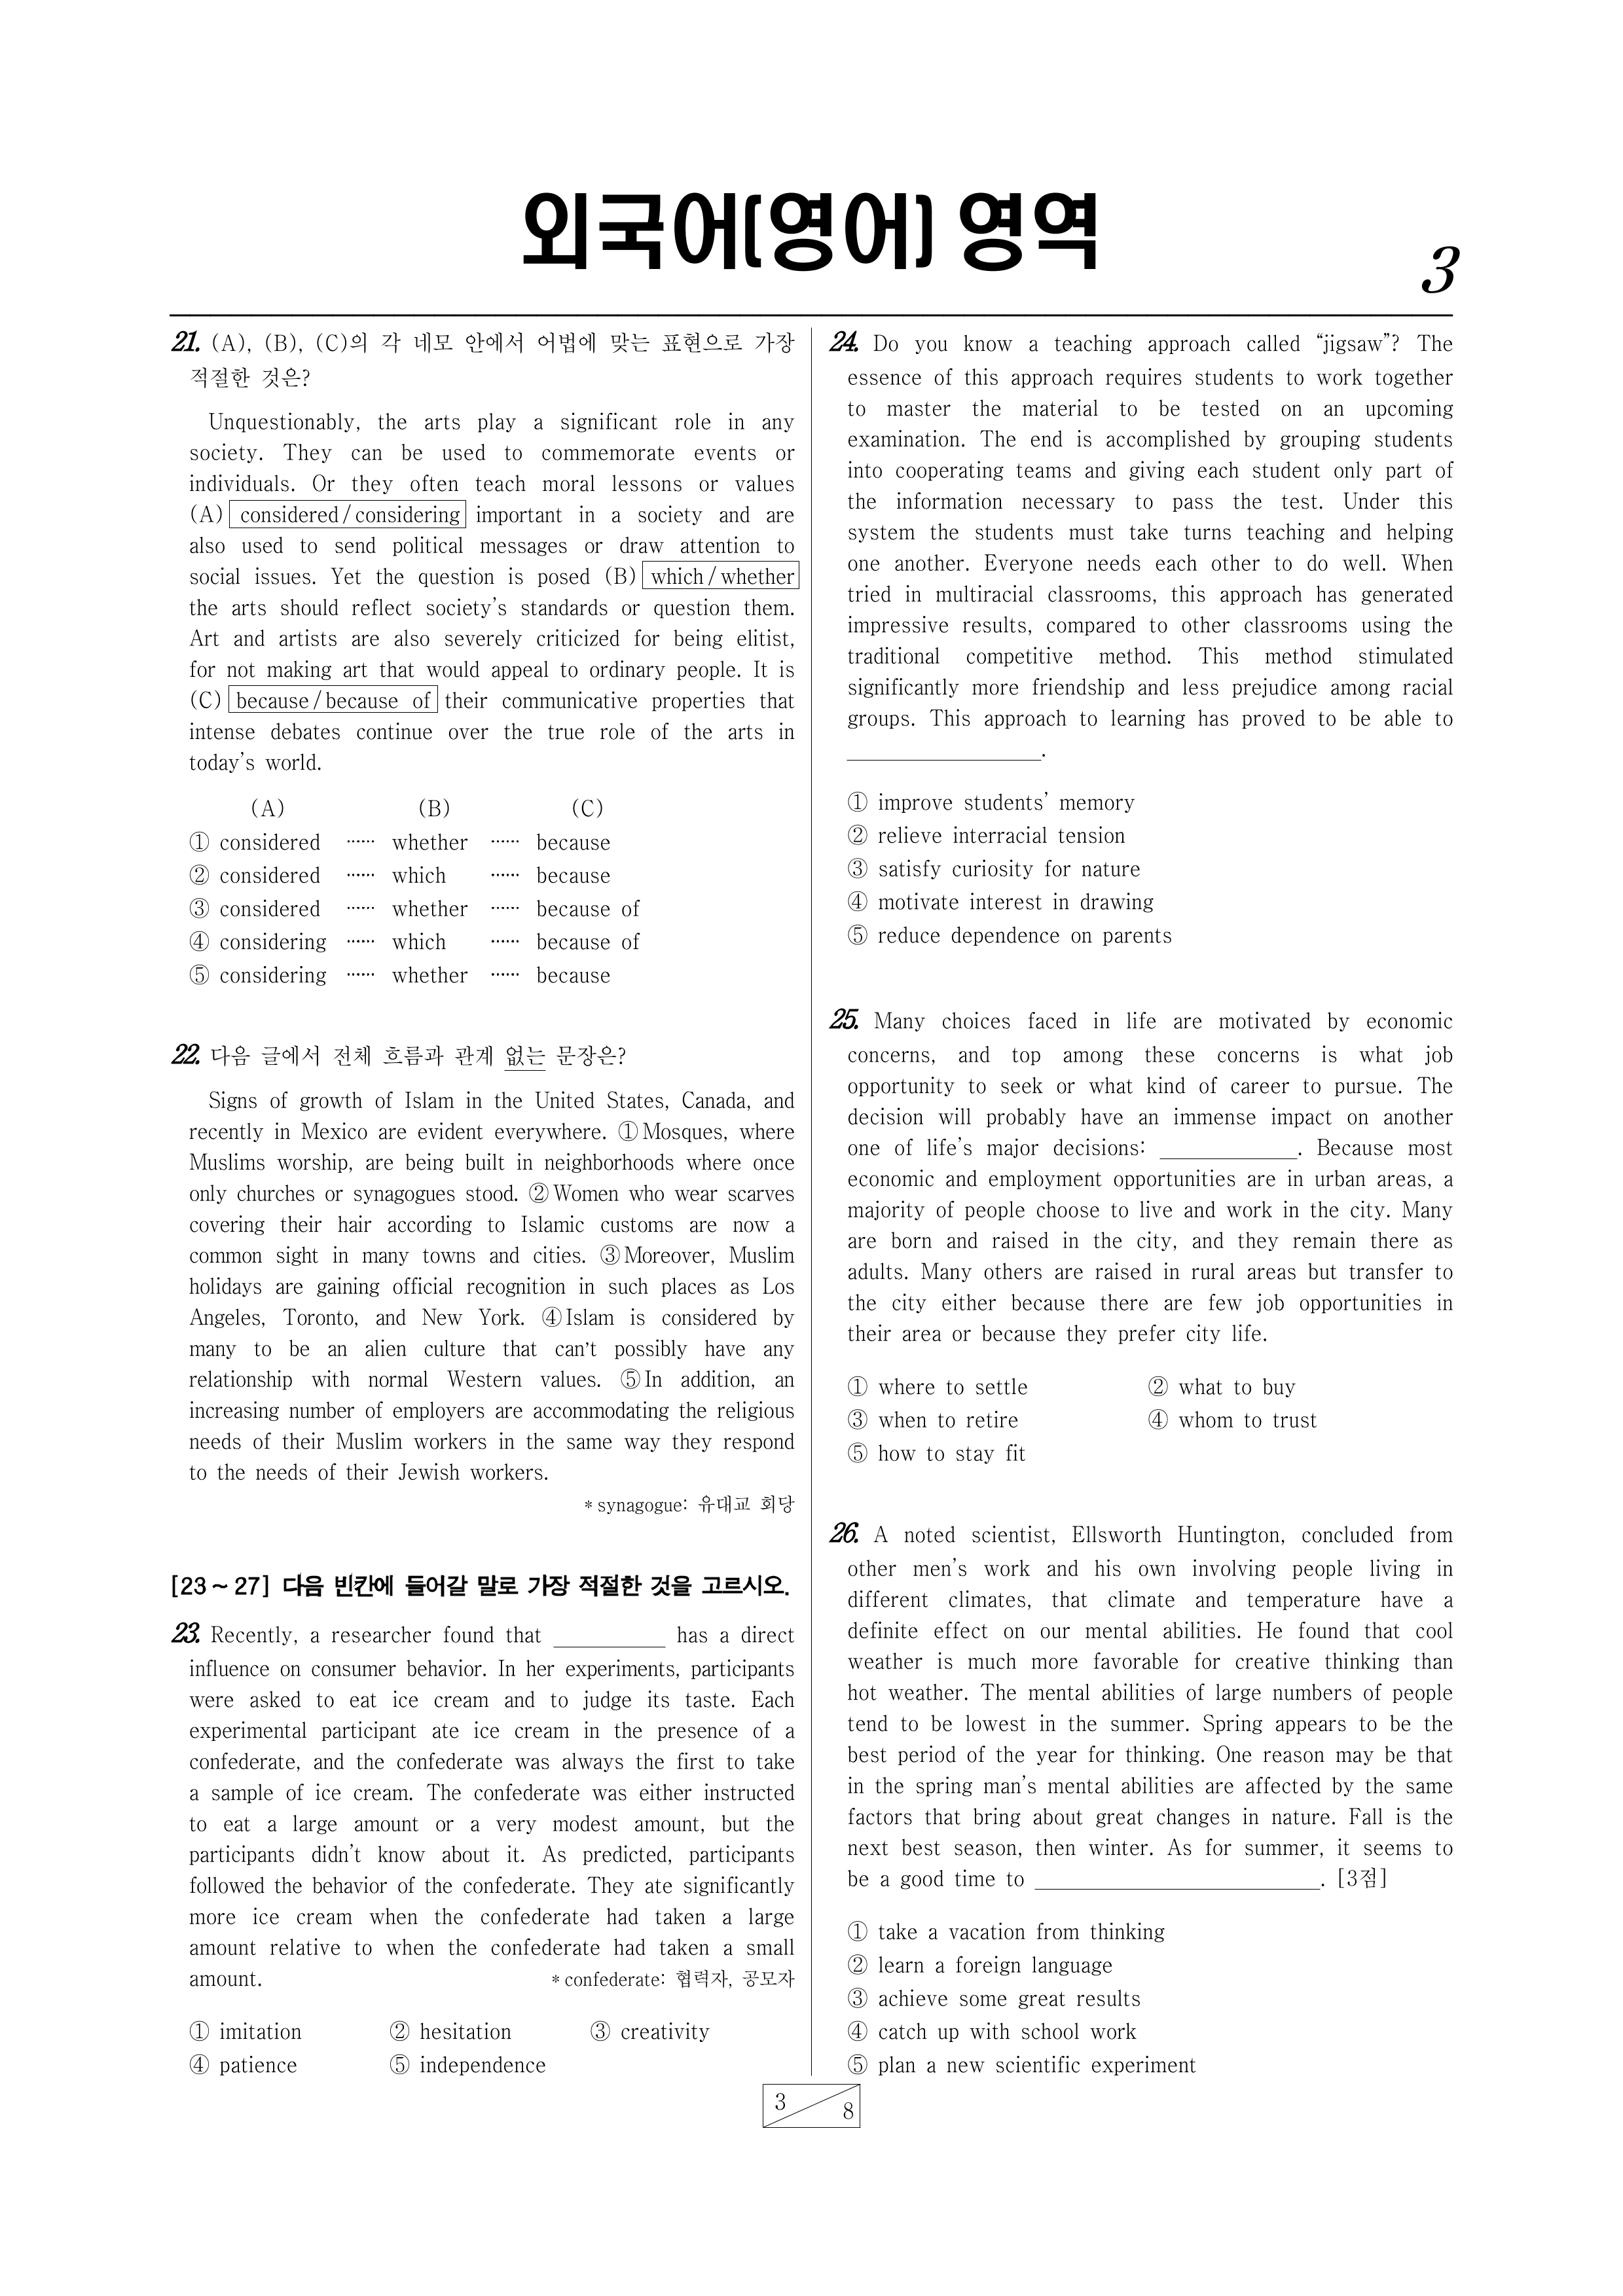 외국어(영어) 영역
3
21. (A), (B), (C)의 각 네모 안에서 어법에 맞는 표현으로 가장
적절한 것은?
Unquestionably, the arts play a significant role in any
society. They can be used to commemorate events or
individuals. Or they often teach moral lessons or values
(A) considered / considering important in a society and are
also used to send political messages or draw attention to
social issues. Yet the question is posed (B) which / whether
the arts should reflect society's standards or question them.
Art and artists are also severely criticized for being elitist,
for not making art that would appeal to ordinary people. It is
(C) because / because of their communicative properties that
intense debates continue over the true role of the arts in
today's world.
(A) (B) (C)
① considered ······ whether ······ because
② considered ······ which ······ because
③ considered ······ whether ······ because of
④ considering ······ which ······ because of
⑤ considering ······ whether ······ because
22. 다음 글에서 전체 흐름과 관계 없는 문장은?
Signs of growth of Islam in the United States, Canada, and
recently in Mexico are evident everywhere. ① Mosques, where
Muslims worship, are being built in neighborhoods where once
only churches or synagogues stood. ② Women who wear scarves
covering their hair according to Islamic customs are now a
common sight in many towns and cities. ③ Moreover, Muslim
holidays are gaining official recognition in such places as Los
Angeles, Toronto, and New York. ④ Islam is considered by
many to be an alien culture that can't possibly have any
relationship with normal Western values. ⑤ In addition, an
increasing number of employers are accommodating the religious
needs of their Muslim workers in the same way they respond
to the needs of their Jewish workers.
* synagogue: 유대교 회당
[23 ~ 27] 다음 빈칸에 들어갈 말로 가장 적절한 것을 고르시오.
23. Recently, a researcher found that __________ has a direct
influence on consumer behavior. In her experiments, participants
were asked to eat ice cream and to judge its taste. Each
experimental participant ate ice cream in the presence of a
confederate, and the confederate was always the first to take
a sample of ice cream. The confederate was either instructed
to eat a large amount or a very modest amount, but the
participants didn't know about it. As predicted, participants
followed the behavior of the confederate. They ate significantly
more ice cream when the confederate had taken a large
amount relative to when the confederate had taken a small
amount. * confederate: 협력자, 공모자
① imitation ② hesitation ③ creativity
④ patience ⑤ independence
24. Do you know a teaching approach called “jigsaw”? The
essence of this approach requires students to work together
to master the material to be tested on an upcoming
examination. The end is accomplished by grouping students
into cooperating teams and giving each student only part of
the information necessary to pass the test. Under this
system the students must take turns teaching and helping
one another. Everyone needs each other to do well. When
tried in multiracial classrooms, this approach has generated
impressive results, compared to other classrooms using the
traditional competitive method. This method stimulated
significantly more friendship and less prejudice among racial
groups. This approach to learning has proved to be able to
__________________.
① improve students' memory
② relieve interracial tension
③ satisfy curiosity for nature
④ motivate interest in drawing
⑤ reduce dependence on parents
25. Many choices faced in life are motivated by economic
concerns, and top among these concerns is what job
opportunity to seek or what kind of career to pursue. The
decision will probably have an immense impact on another
one of life's major decisions: ____________. Because most
economic and employment opportunities are in urban areas, a
majority of people choose to live and work in the city. Many
are born and raised in the city, and they remain there as
adults. Many others are raised in rural areas but transfer to
the city either because there are few job opportunities in
their area or because they prefer city life.
① where to settle ② what to buy
③ when to retire ④ whom to trust
⑤ how to stay fit
26. A noted scientist, Ellsworth Huntington, concluded from
other men's work and his own involving people living in
different climates, that climate and temperature have a
definite effect on our mental abilities. He found that cool
weather is much more favorable for creative thinking than
hot weather. The mental abilities of large numbers of people
tend to be lowest in the summer. Spring appears to be the
best period of the year for thinking. One reason may be that
in the spring man's mental abilities are affected by the same
factors that bring about great changes in nature. Fall is the
next best season, then winter. As for summer, it seems to
be a good time to __________________________. [3점]
① take a vacation from thinking
② learn a foreign language
③ achieve some great results
④ catch up with school work
⑤ plan a new scientific experiment
3
8